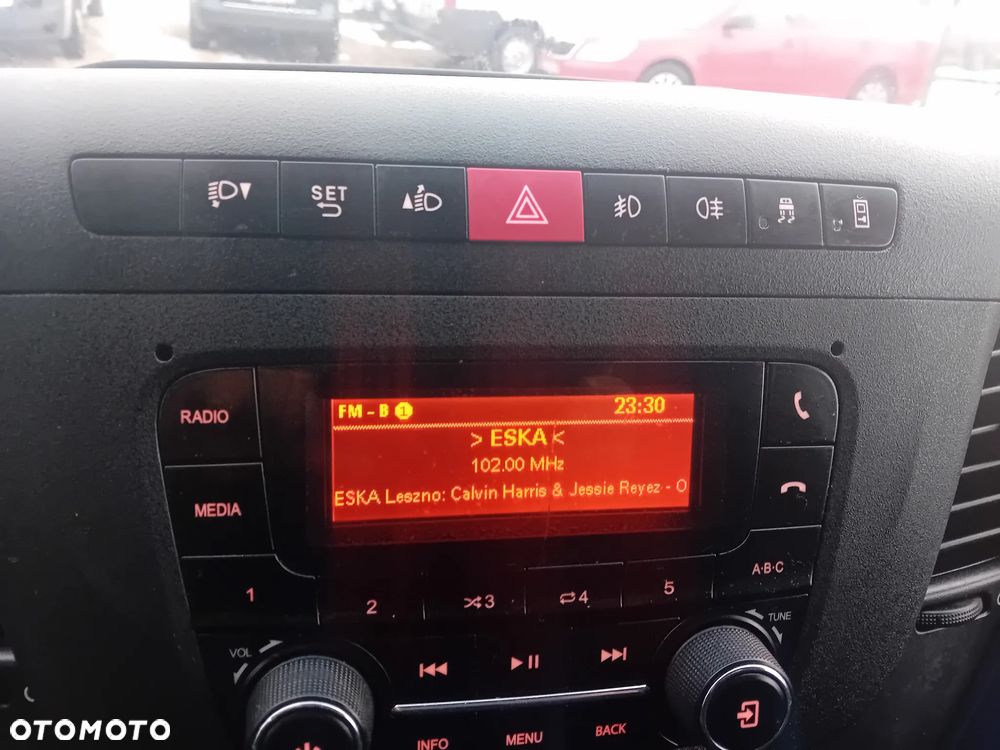 SET
FM - B 1 23:30
> ESKA <
102.00 MHz
ESKA Leszno: Calvin Harris & Jessie Reyez - O
RADIO
MEDIA
1
2
3
4
5
A·B·C
VOL
TUNE
INFO
MENU
BACK
OTOMOTO